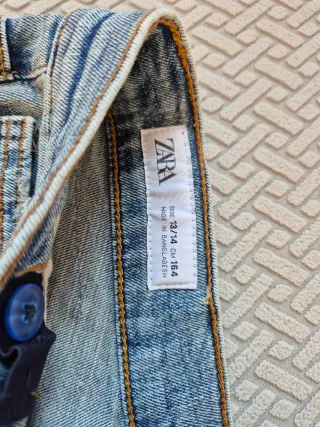 ZARA
SIZE 13/14 CM 164
MADE IN BANGLADESH